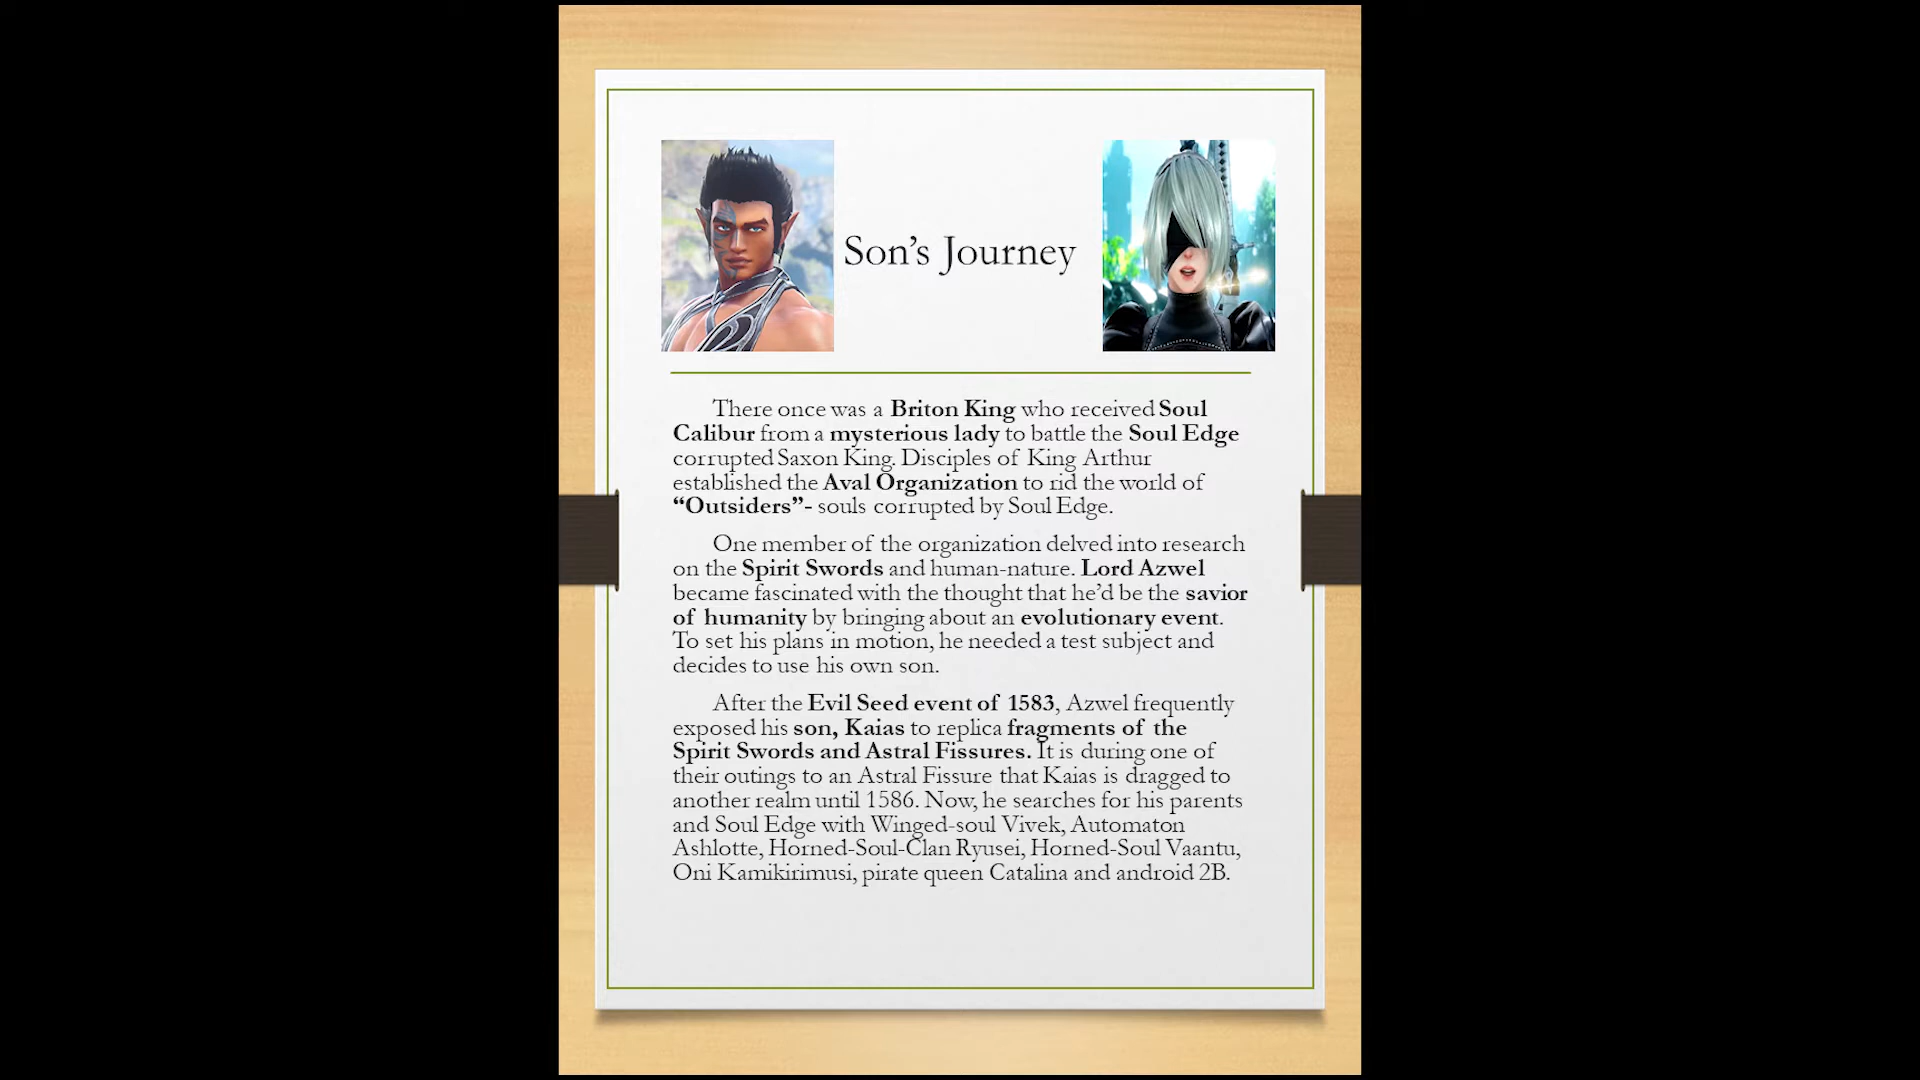 Son's Journey
There once was a Briton King who received Soul
Calibur from a mysterious lady to battle the Soul Edge
corrupted Saxon King. Disciples of King Arthur
established the Aval Organization to rid the world of
“Outsiders”- souls corrupted by Soul Edge.
One member of the organization delved into research
on the Spirit Swords and human-nature. Lord Azwel
became fascinated with the thought that he’d be the savior
of humanity by bringing about an evolutionary event.
To set his plans in motion, he needed a test subject and
decides to use his own son.
After the Evil Seed event of 1583, Azwel frequently
exposed his son, Kaias to replica fragments of the
Spirit Swords and Astral Fissures. It is during one of
their outings to an Astral Fissure that Kaias is dragged to
another realm until 1586. Now, he searches for his parents
and Soul Edge with Winged-soul Vivek, Automaton
Ashlotte, Horned-Soul-Clan Ryusei, Horned-Soul Vaantu,
Oni Kamikirimusi, pirate queen Catalina and android 2B.